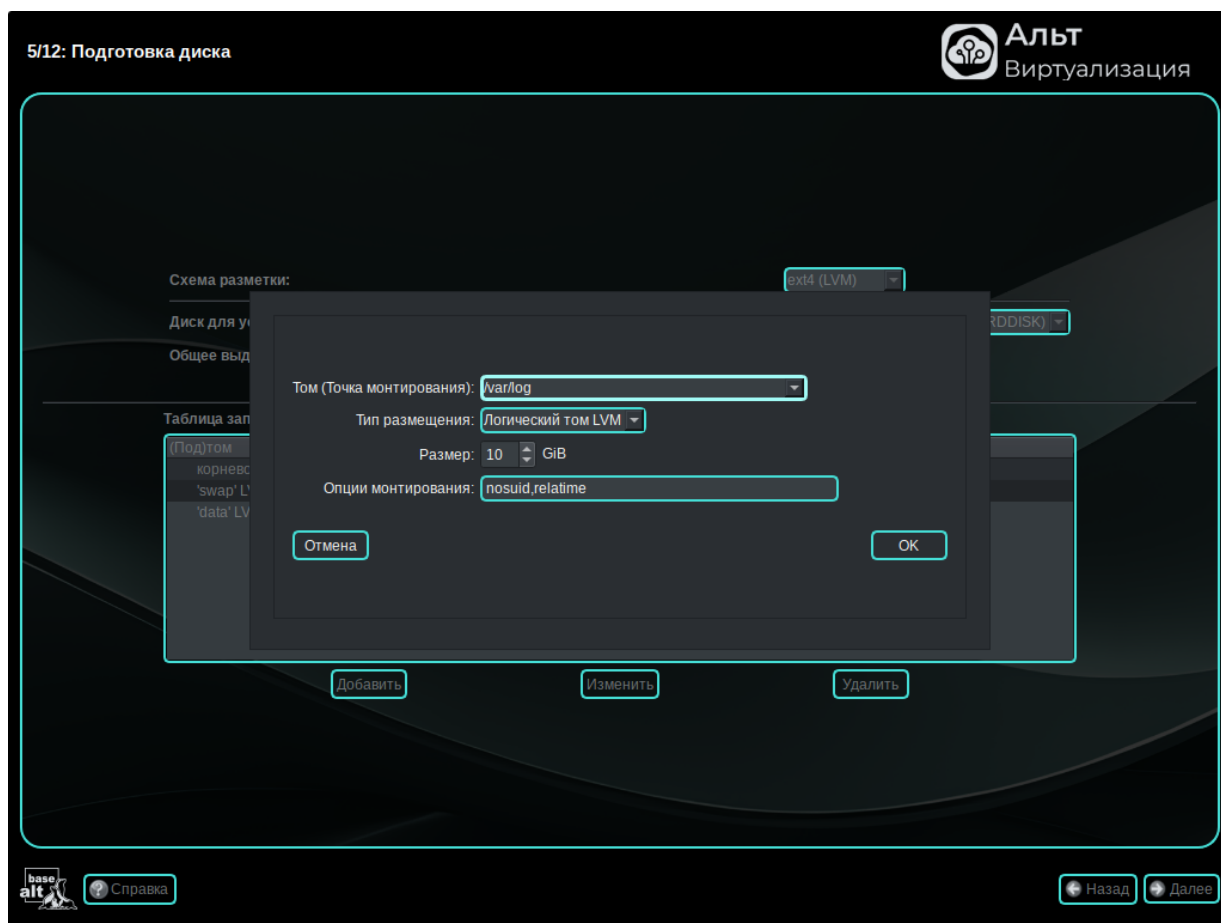 5/12: Подготовка диска
Альт
Виртуализация
Схема разметки:
ext4 (LVM)
Диск для у
RDDISK)
Общее выд
Том (Точка монтирования): /var/log
Тип размещения: Логический том LVM
Размер: 10 GiB
Опции монтирования: nosuid,relatime
Отмена
OK
Таблица зап
(Под)том
корнево
'swap' L
'data' LV
Добавить
Изменить
Удалить
base
alt
Справка
Назад
Далее